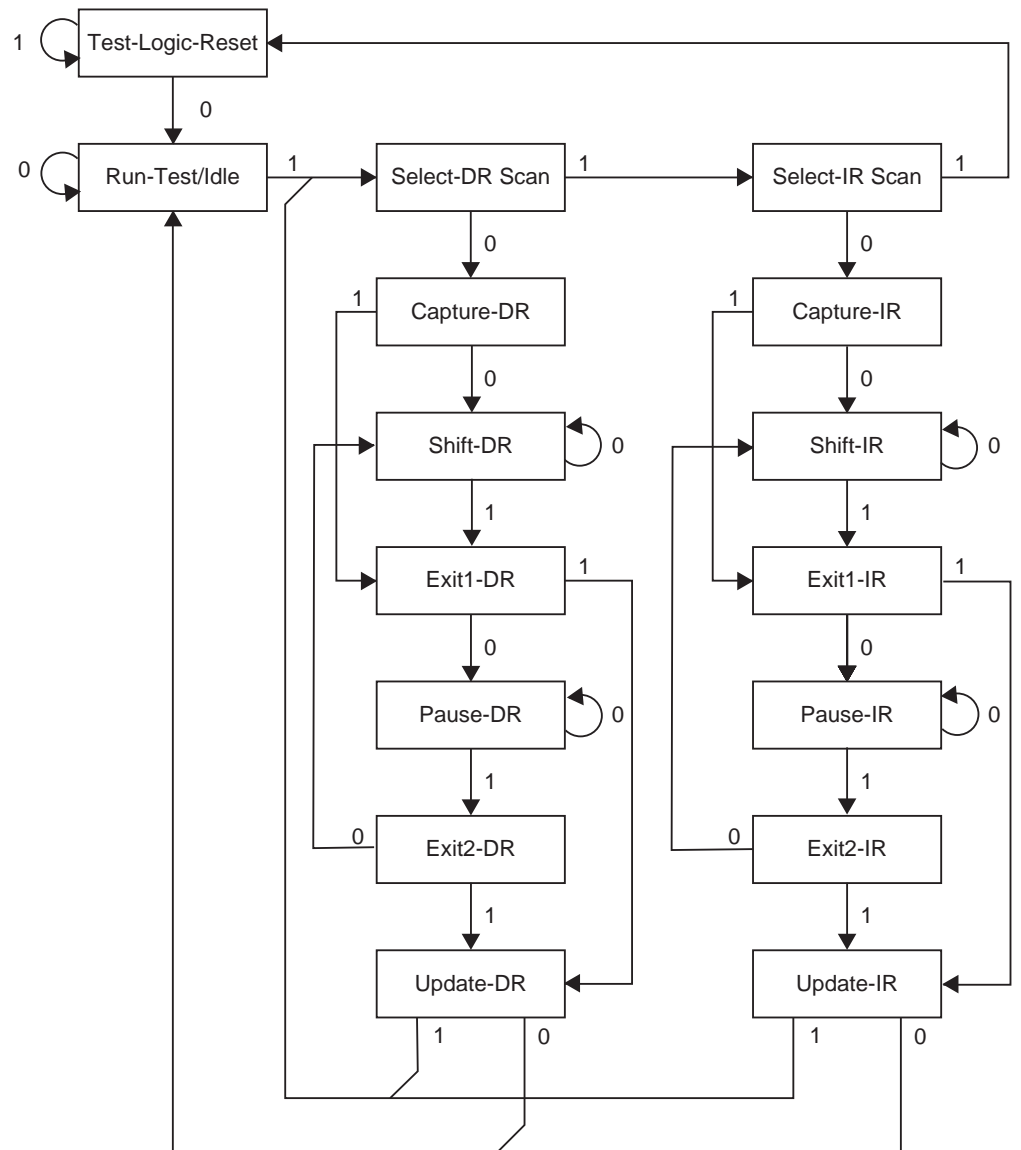 1 Test-Logic-Reset
0
0 Run-Test/Idle 1 Select-DR Scan 1 Select-IR Scan 1
0 0
1 Capture-DR 1 Capture-IR
0 0
Shift-DR 0 Shift-IR 0
1 1
Exit1-DR 1 Exit1-IR 1
0 0
Pause-DR 0 Pause-IR 0
1 1
0 Exit2-DR 0 Exit2-IR
1 1
Update-DR Update-IR
1 0 1 0